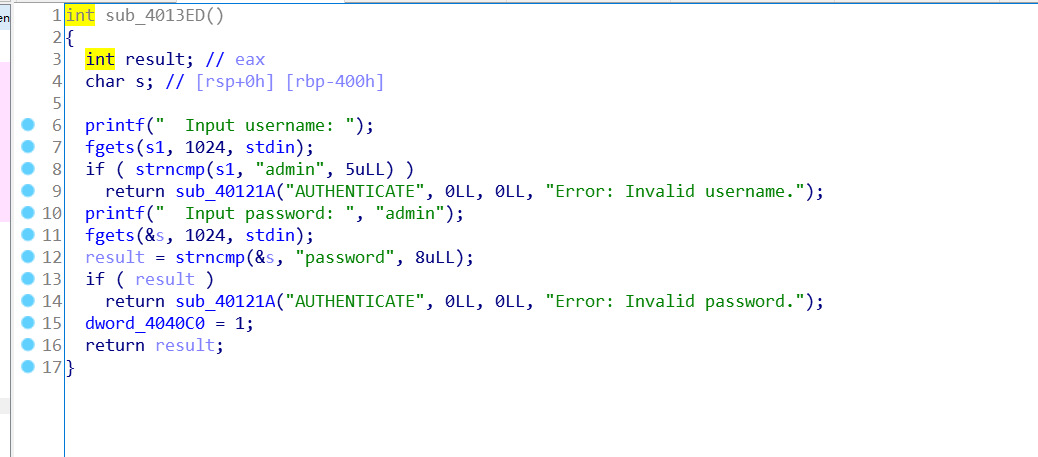 en
1 int sub_4013ED()
2 {
3   int result; // eax
4   char s; // [rsp+0h] [rbp-400h]
5
6   printf("  Input username: ");
7   fgets(s1, 1024, stdin);
8   if ( strncmp(s1, "admin", 5uLL) )
9     return sub_40121A("AUTHENTICATE", 0LL, 0LL, "Error: Invalid username.");
10   printf("  Input password: ", "admin");
11   fgets(&s, 1024, stdin);
12   result = strncmp(&s, "password", 8uLL);
13   if ( result )
14     return sub_40121A("AUTHENTICATE", 0LL, 0LL, "Error: Invalid password.");
15   dword_4040C0 = 1;
16   return result;
17 }